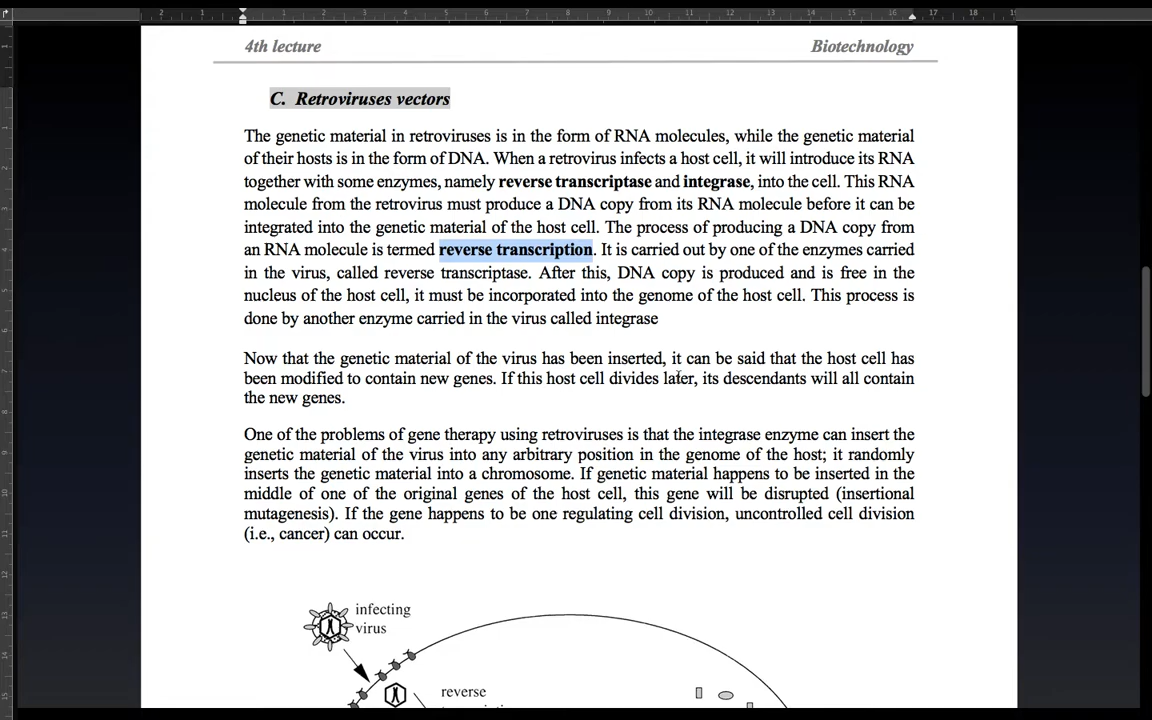 4th lecture Biotechnology
C. Retroviruses vectors
The genetic material in retroviruses is in the form of RNA molecules, while the genetic material
of their hosts is in the form of DNA. When a retrovirus infects a host cell, it will introduce its RNA
together with some enzymes, namely reverse transcriptase and integrase, into the cell. This RNA
molecule from the retrovirus must produce a DNA copy from its RNA molecule before it can be
integrated into the genetic material of the host cell. The process of producing a DNA copy from
an RNA molecule is termed reverse transcription. It is carried out by one of the enzymes carried
in the virus, called reverse transcriptase. After this, DNA copy is produced and is free in the
nucleus of the host cell, it must be incorporated into the genome of the host cell. This process is
done by another enzyme carried in the virus called integrase
Now that the genetic material of the virus has been inserted, it can be said that the host cell has
been modified to contain new genes. If this host cell divides later, its descendants will all contain
the new genes.
One of the problems of gene therapy using retroviruses is that the integrase enzyme can insert the
genetic material of the virus into any arbitrary position in the genome of the host; it randomly
inserts the genetic material into a chromosome. If genetic material happens to be inserted in the
middle of one of the original genes of the host cell, this gene will be disrupted (insertional
mutagenesis). If the gene happens to be one regulating cell division, uncontrolled cell division
(i.e., cancer) can occur.
infecting
virus
reverse